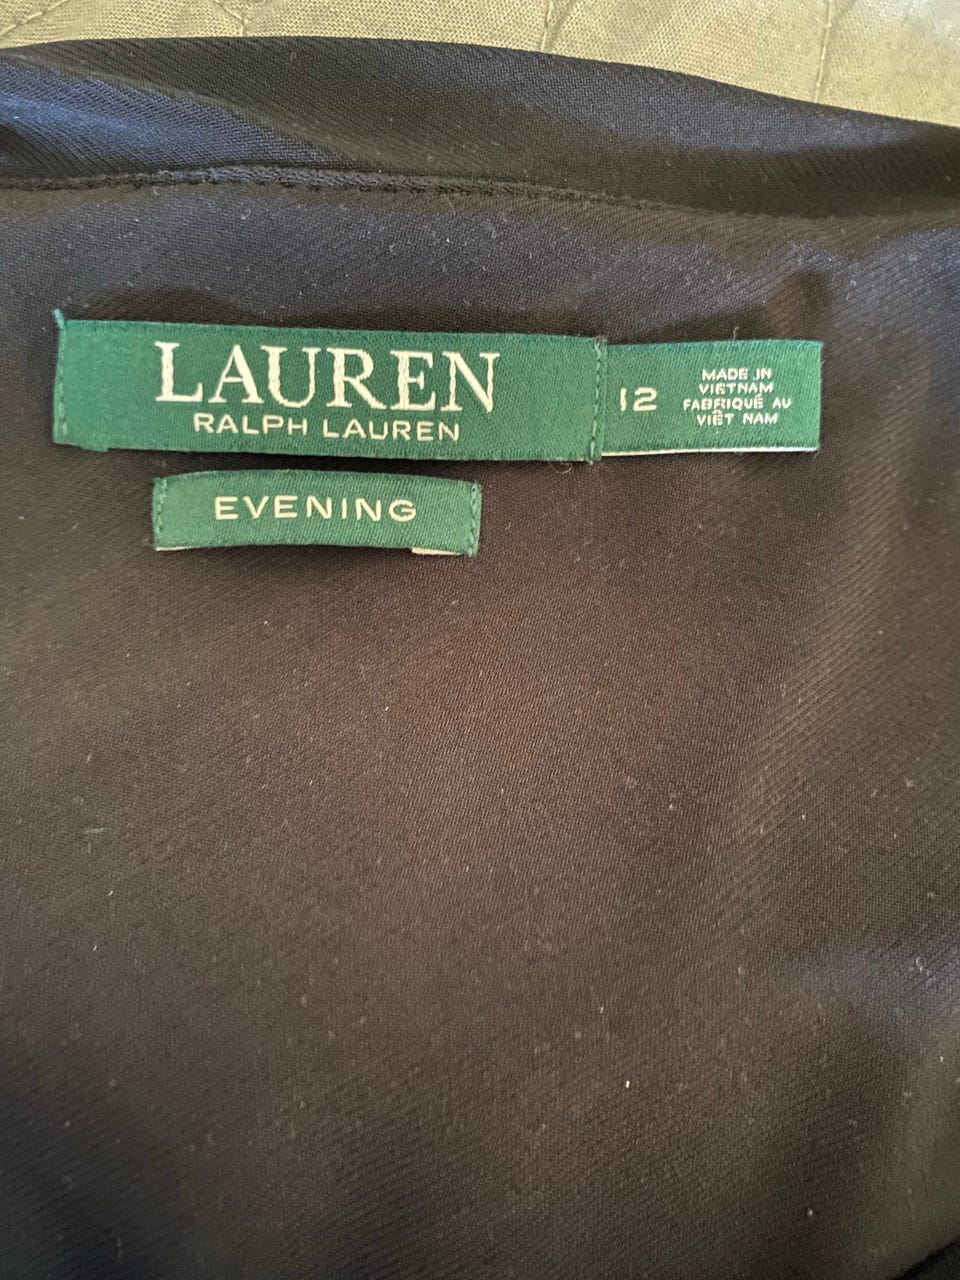 LAUREN
RALPH LAUREN
12
MADE IN
VIETNAM
FABRIQUÉ AU
VIÊT NAM
EVENING